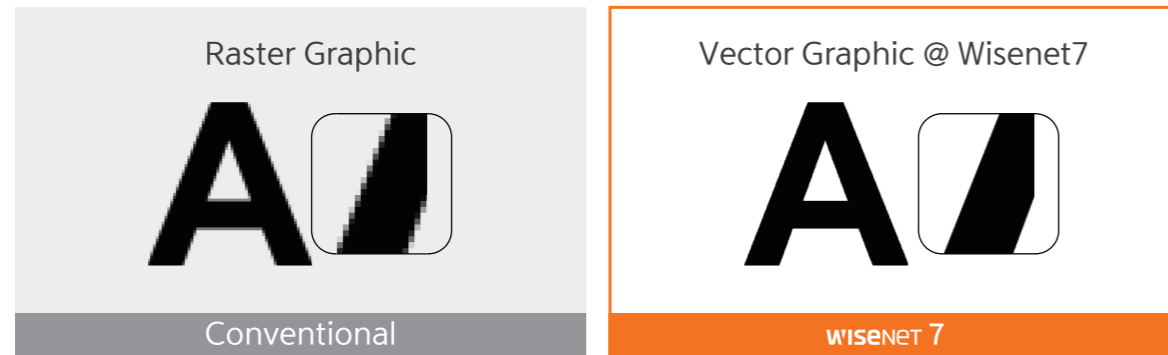 Raster Graphic
A
Conventional
Vector Graphic @ Wisenet7
A
WISENET 7